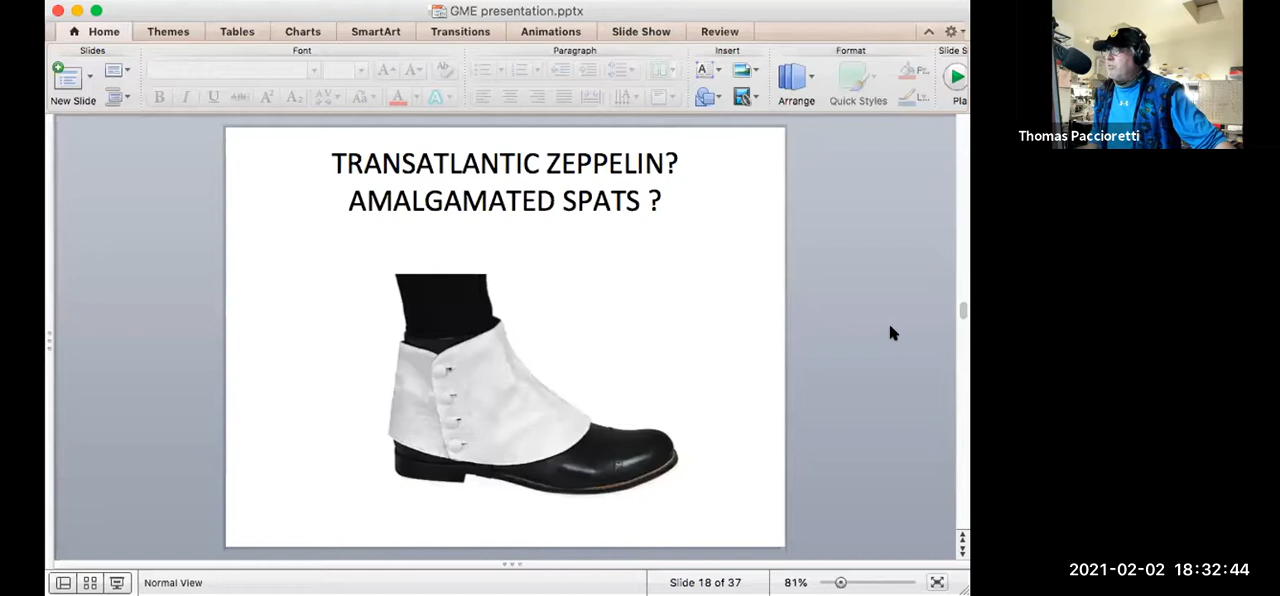 GME presentation.pptx
Home Themes Tables Charts SmartArt Transitions Animations Slide Show Review
Slides Font Paragraph Insert Format Slide S
New Slide Arrange Quick Styles Pla
TRANSATLANTIC ZEPPELIN?
AMALGAMATED SPATS ?
Normal View Slide 18 of 37 81%
Thomas Paccioretti
2021-02-02 18:32:44